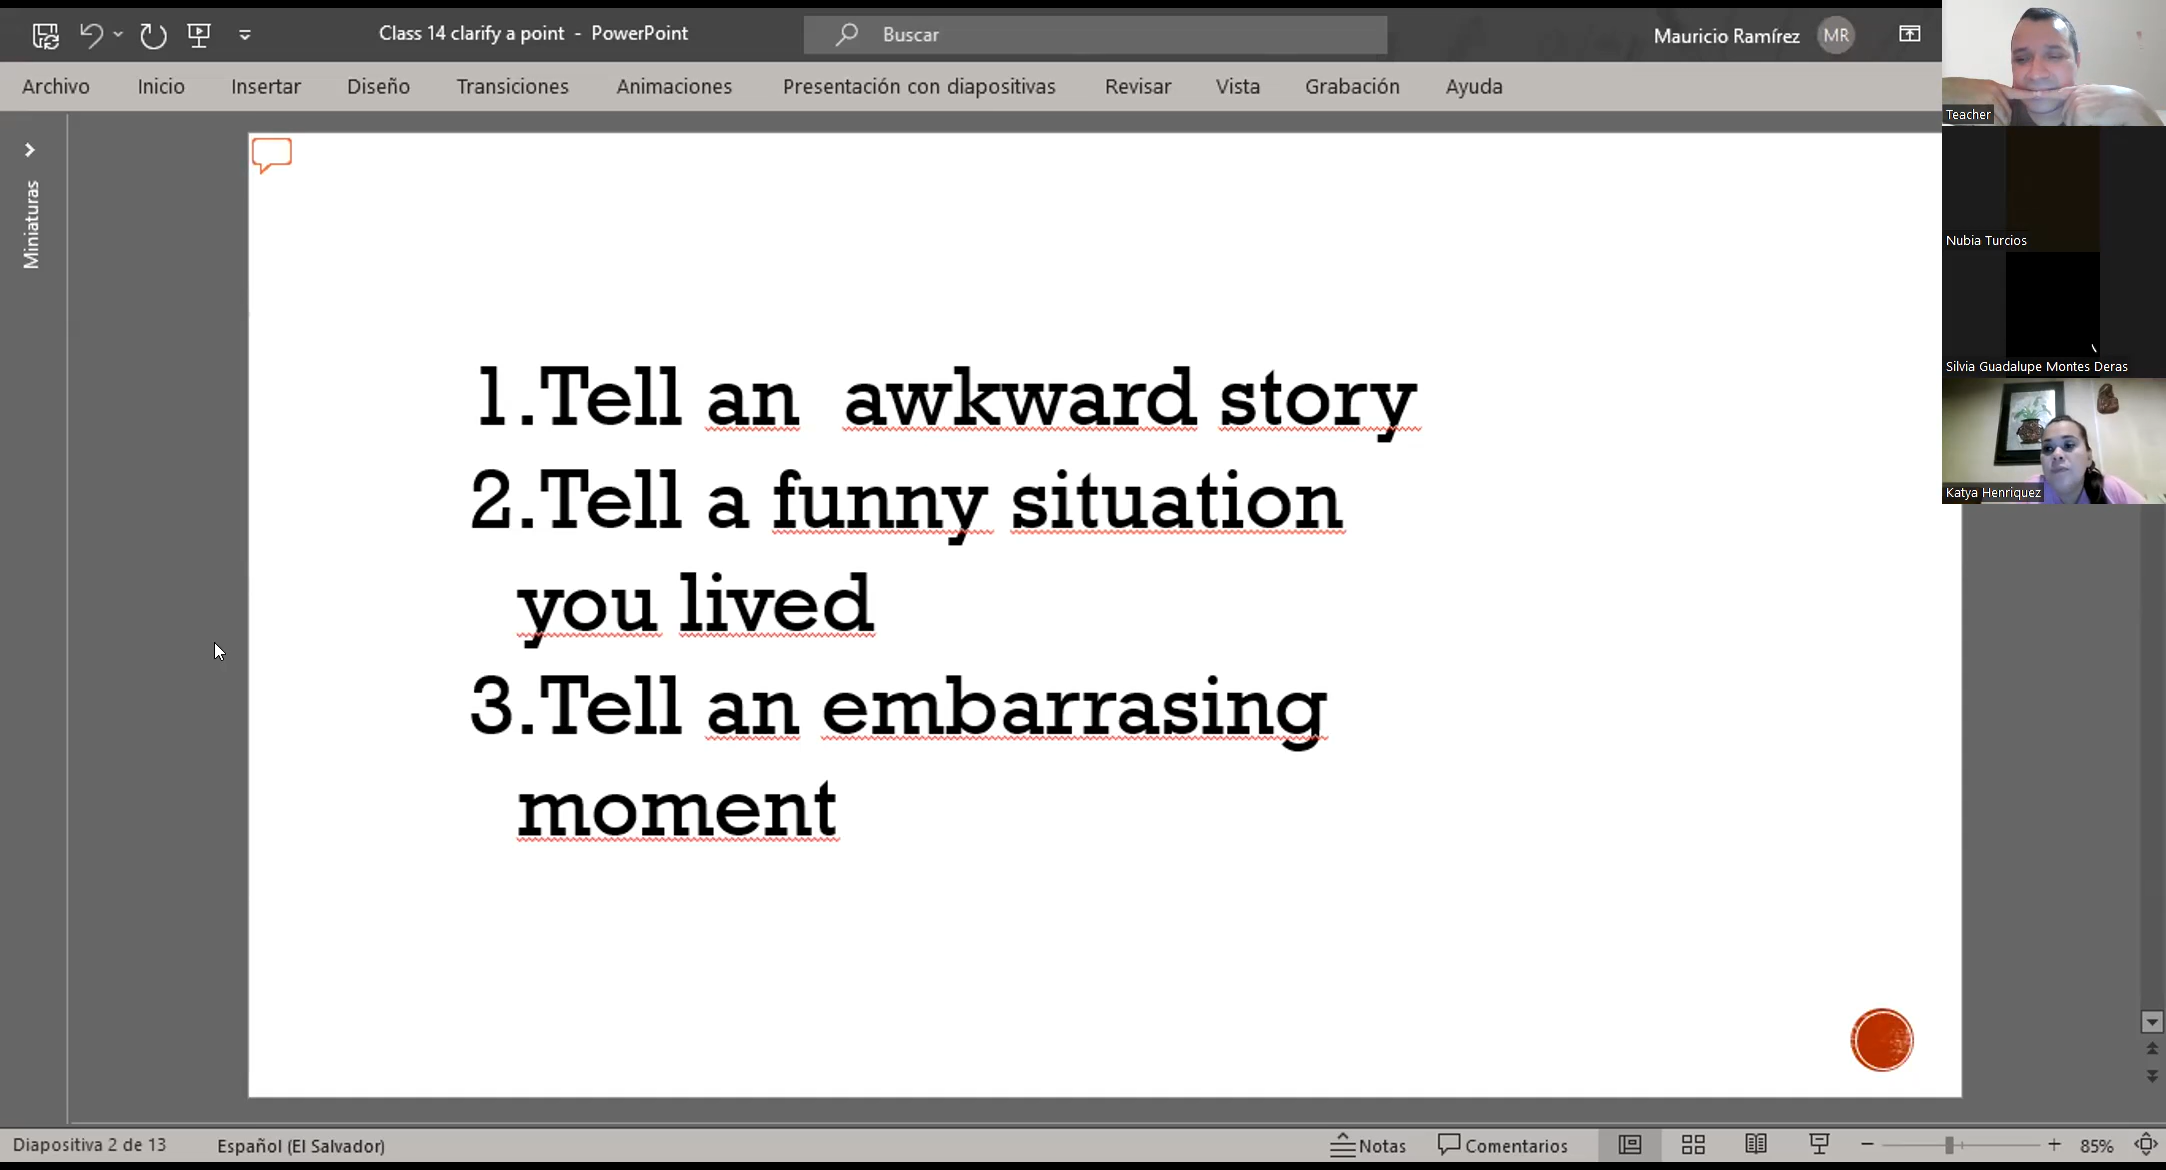 Class 14 clarify a point - PowerPoint
Buscar
Mauricio Ramírez MR
Archivo Inicio Insertar Diseño Transiciones Animaciones Presentación con diapositivas Revisar Vista Grabación Ayuda
Teacher
Nubia Turcios
Silvia Guadalupe Montes Deras
Katya Henriquez
Miniaturas
1.Tell an  awkward story
2.Tell a funny situation
you lived
3.Tell an embarrasing
moment
Diapositiva 2 de 13 Español (El Salvador) Notas Comentarios 85%